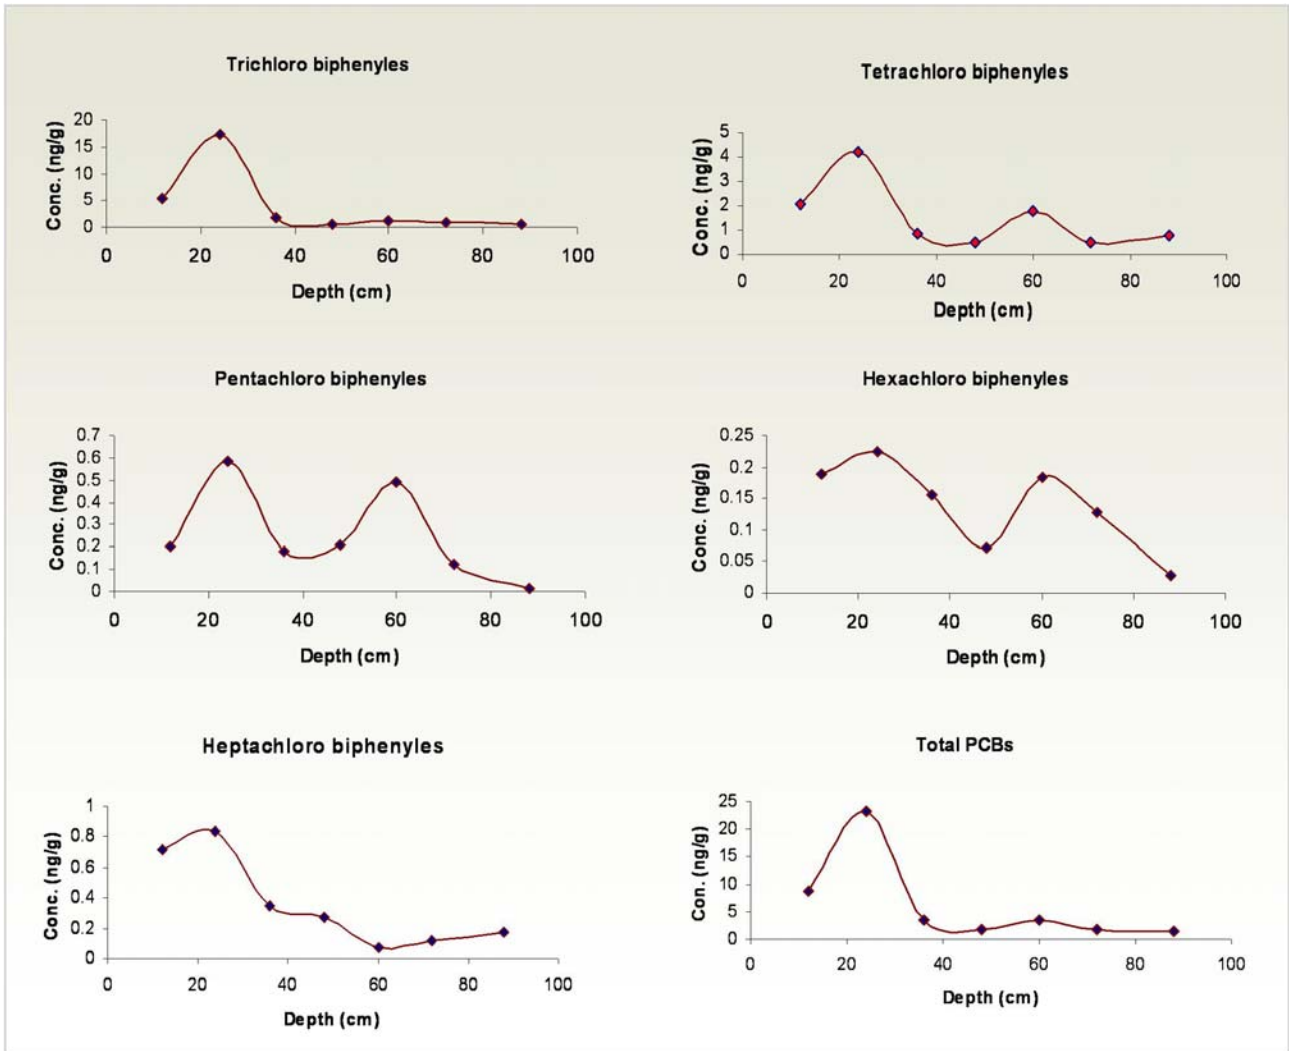 Trichloro biphenyles
20
15
10
5
0
Conc. (ng/g)
0 20 40 60 80 100
Depth (cm)
Tetrachloro biphenyles
5
4
3
2
1
0
Conc. (ng/g)
0 20 40 60 80 100
Depth (cm)
Pentachloro biphenyles
0.7
0.6
0.5
0.4
0.3
0.2
0.1
0
Conc. (ng/g)
0 20 40 60 80 100
Depth (cm)
Hexachloro biphenyles
0.25
0.2
0.15
0.1
0.05
0
Conc. (ng/g)
0 20 40 60 80 100
Depth (cm)
Heptachloro biphenyles
1
0.8
0.6
0.4
0.2
0
Conc. (ng/g)
0 20 40 60 80 100
Depth (cm)
Total PCBs
25
20
15
10
5
0
Con. (ng/g)
0 20 40 60 80 100
Depth (cm)